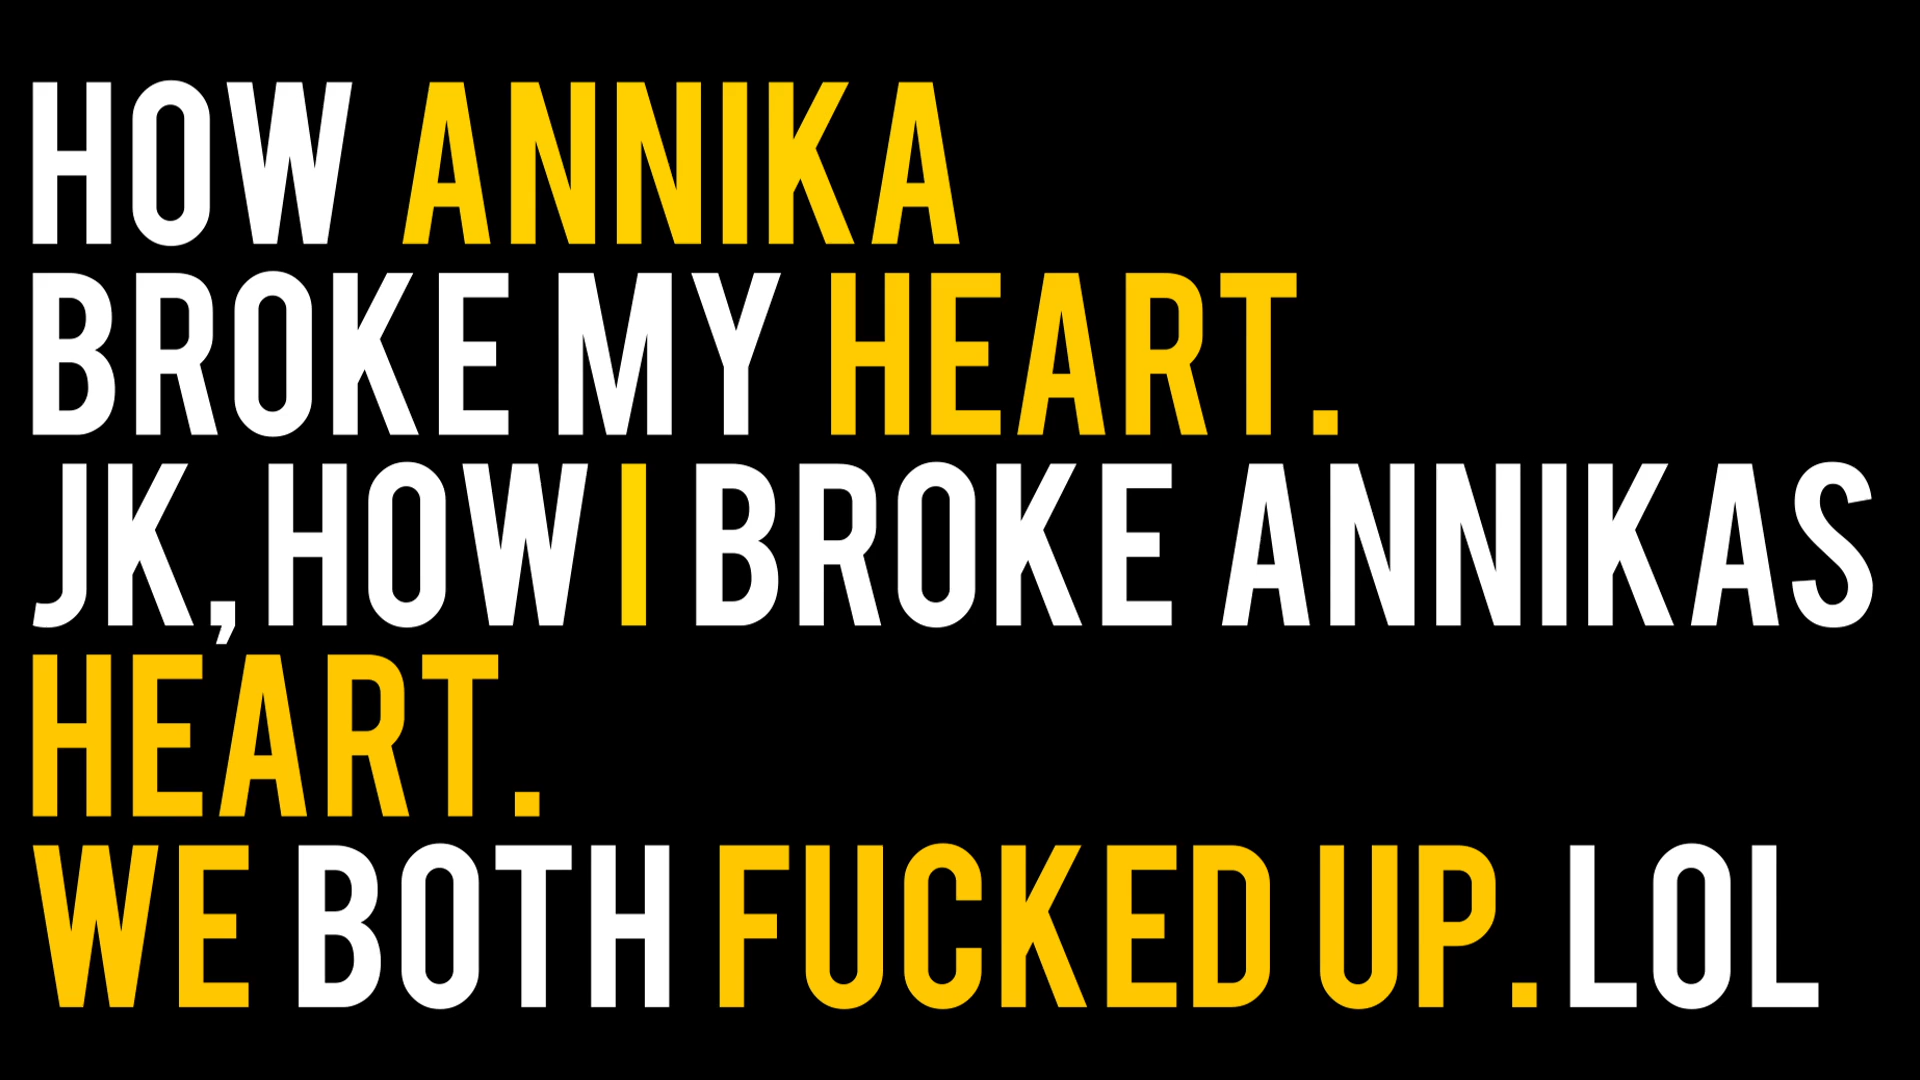 HOW ANNIKA
BROKE MY HEART.
JK, HOW I BROKE ANNIKAS
HEART.
WE BOTH FUCKED UP. LOL